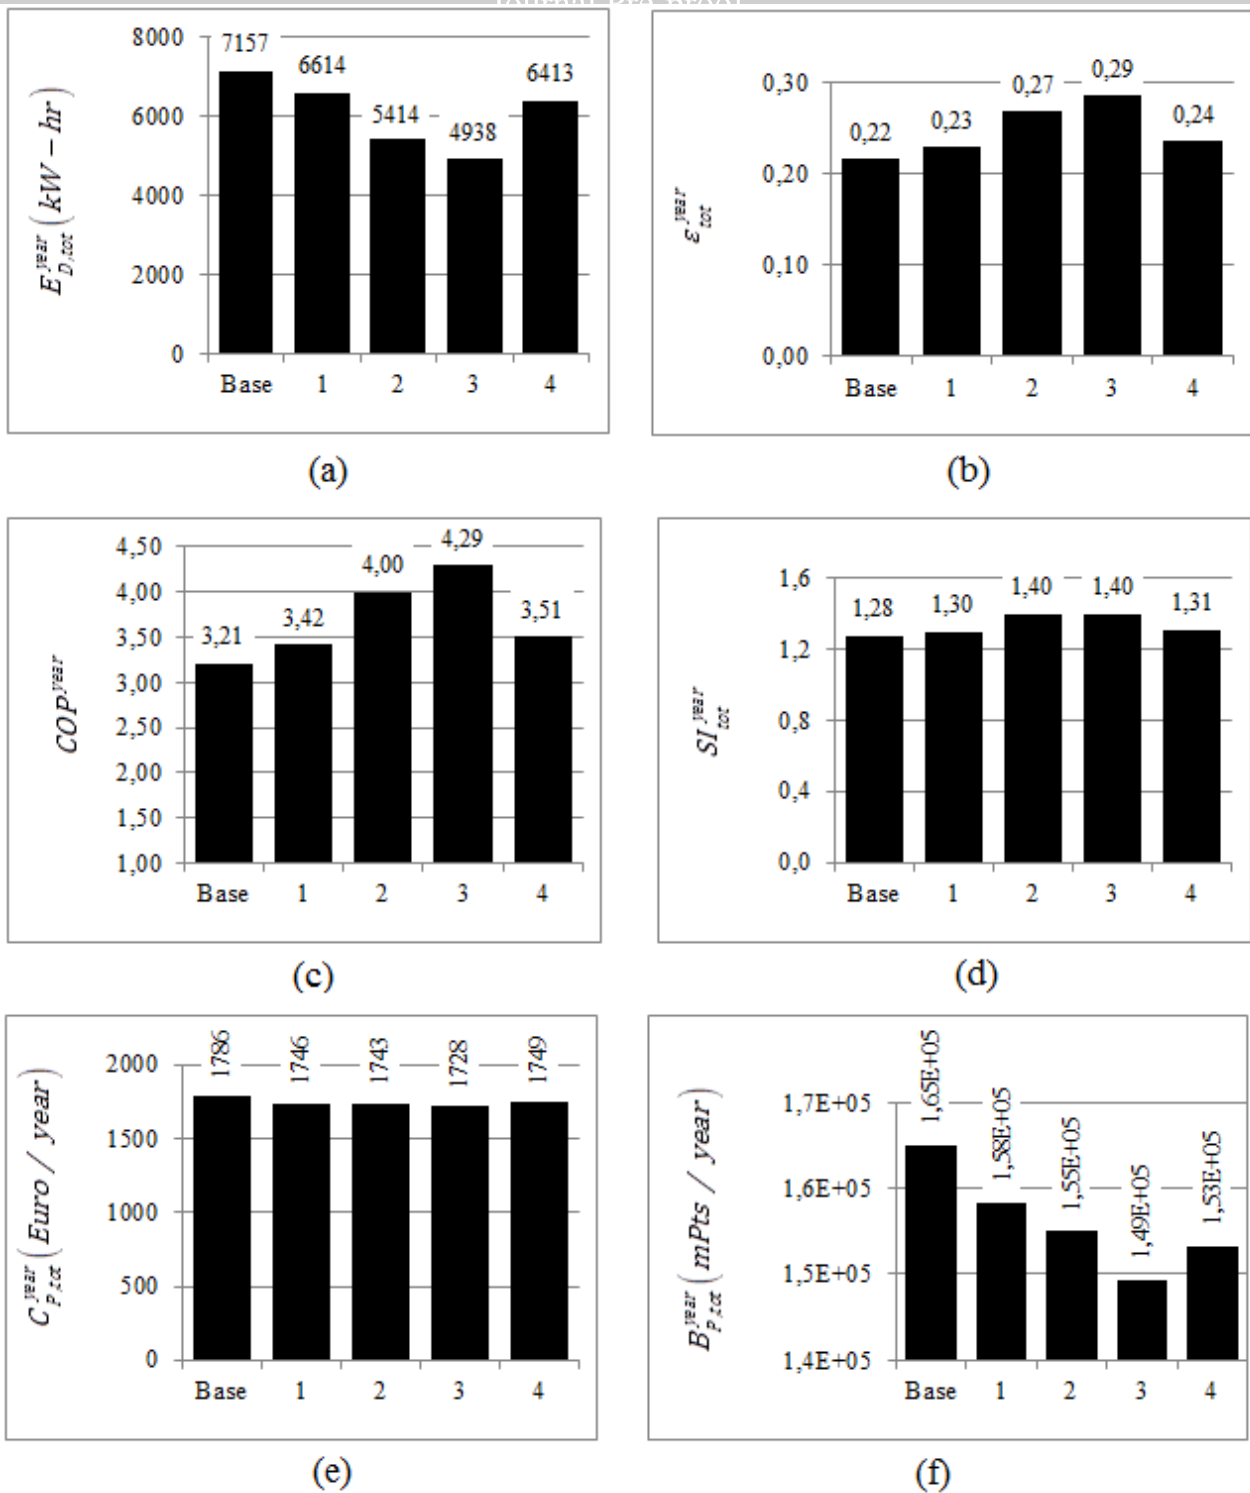 8000
7157
6614
6413
6000
5414
4938
4000
2000
0
Base 1 2 3 4
E^{year}_{D,tot} (kW – hr)
(a)
0,30
0,29
0,27
0,22
0,23
0,24
0,20
0,10
0,00
Base 1 2 3 4
ε^{year}_{tot}
(b)
4,50
4,29
4,00
4,00
3,50
3,21
3,42
3,51
3,00
2,50
2,00
1,50
1,00
Base 1 2 3 4
COP^{year}
(c)
1,6
1,28
1,30
1,40
1,40
1,31
1,2
0,8
0,4
0,0
Base 1 2 3 4
SI^{year}_{tot}
(d)
2000
1786
1746
1743
1728
1749
1500
1000
500
0
Base 1 2 3 4
C^{year}_{P,tot} (Euro / year)
(e)
1,7E+05
1,65E+05
1,58E+05
1,55E+05
1,49E+05
1,53E+05
1,6E+05
1,5E+05
1,4E+05
Base 1 2 3 4
B^{year}_{P,tot} (mPts / year)
(f)